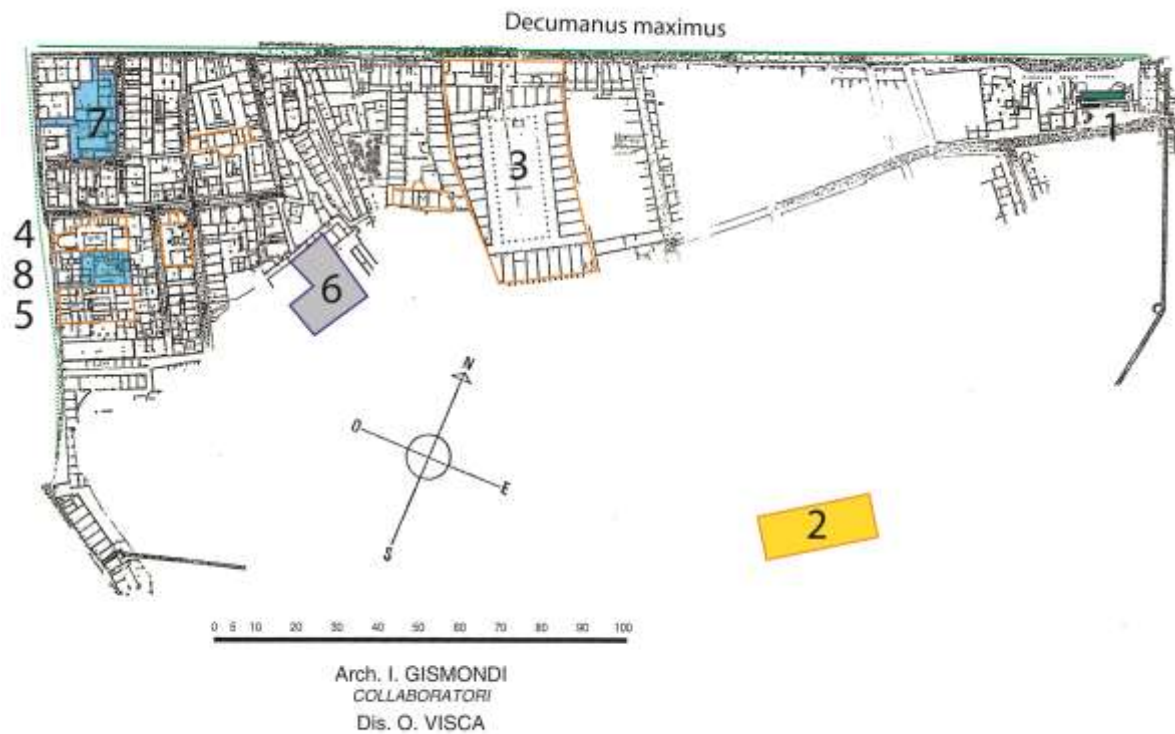 Decumanus maximus
1
7
3
4
8
6
5
N
O
E
S
2
0 5 10 20 30 40 50 60 70 80 90 100
Arch. I. GISMONDI
COLLABORATORI
Dis. O. VISCA